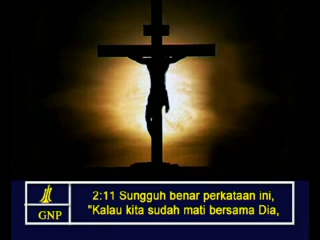 2:11 Sungguh benar perkataan ini,
"Kalau kita sudah mati bersama Dia,
GNP